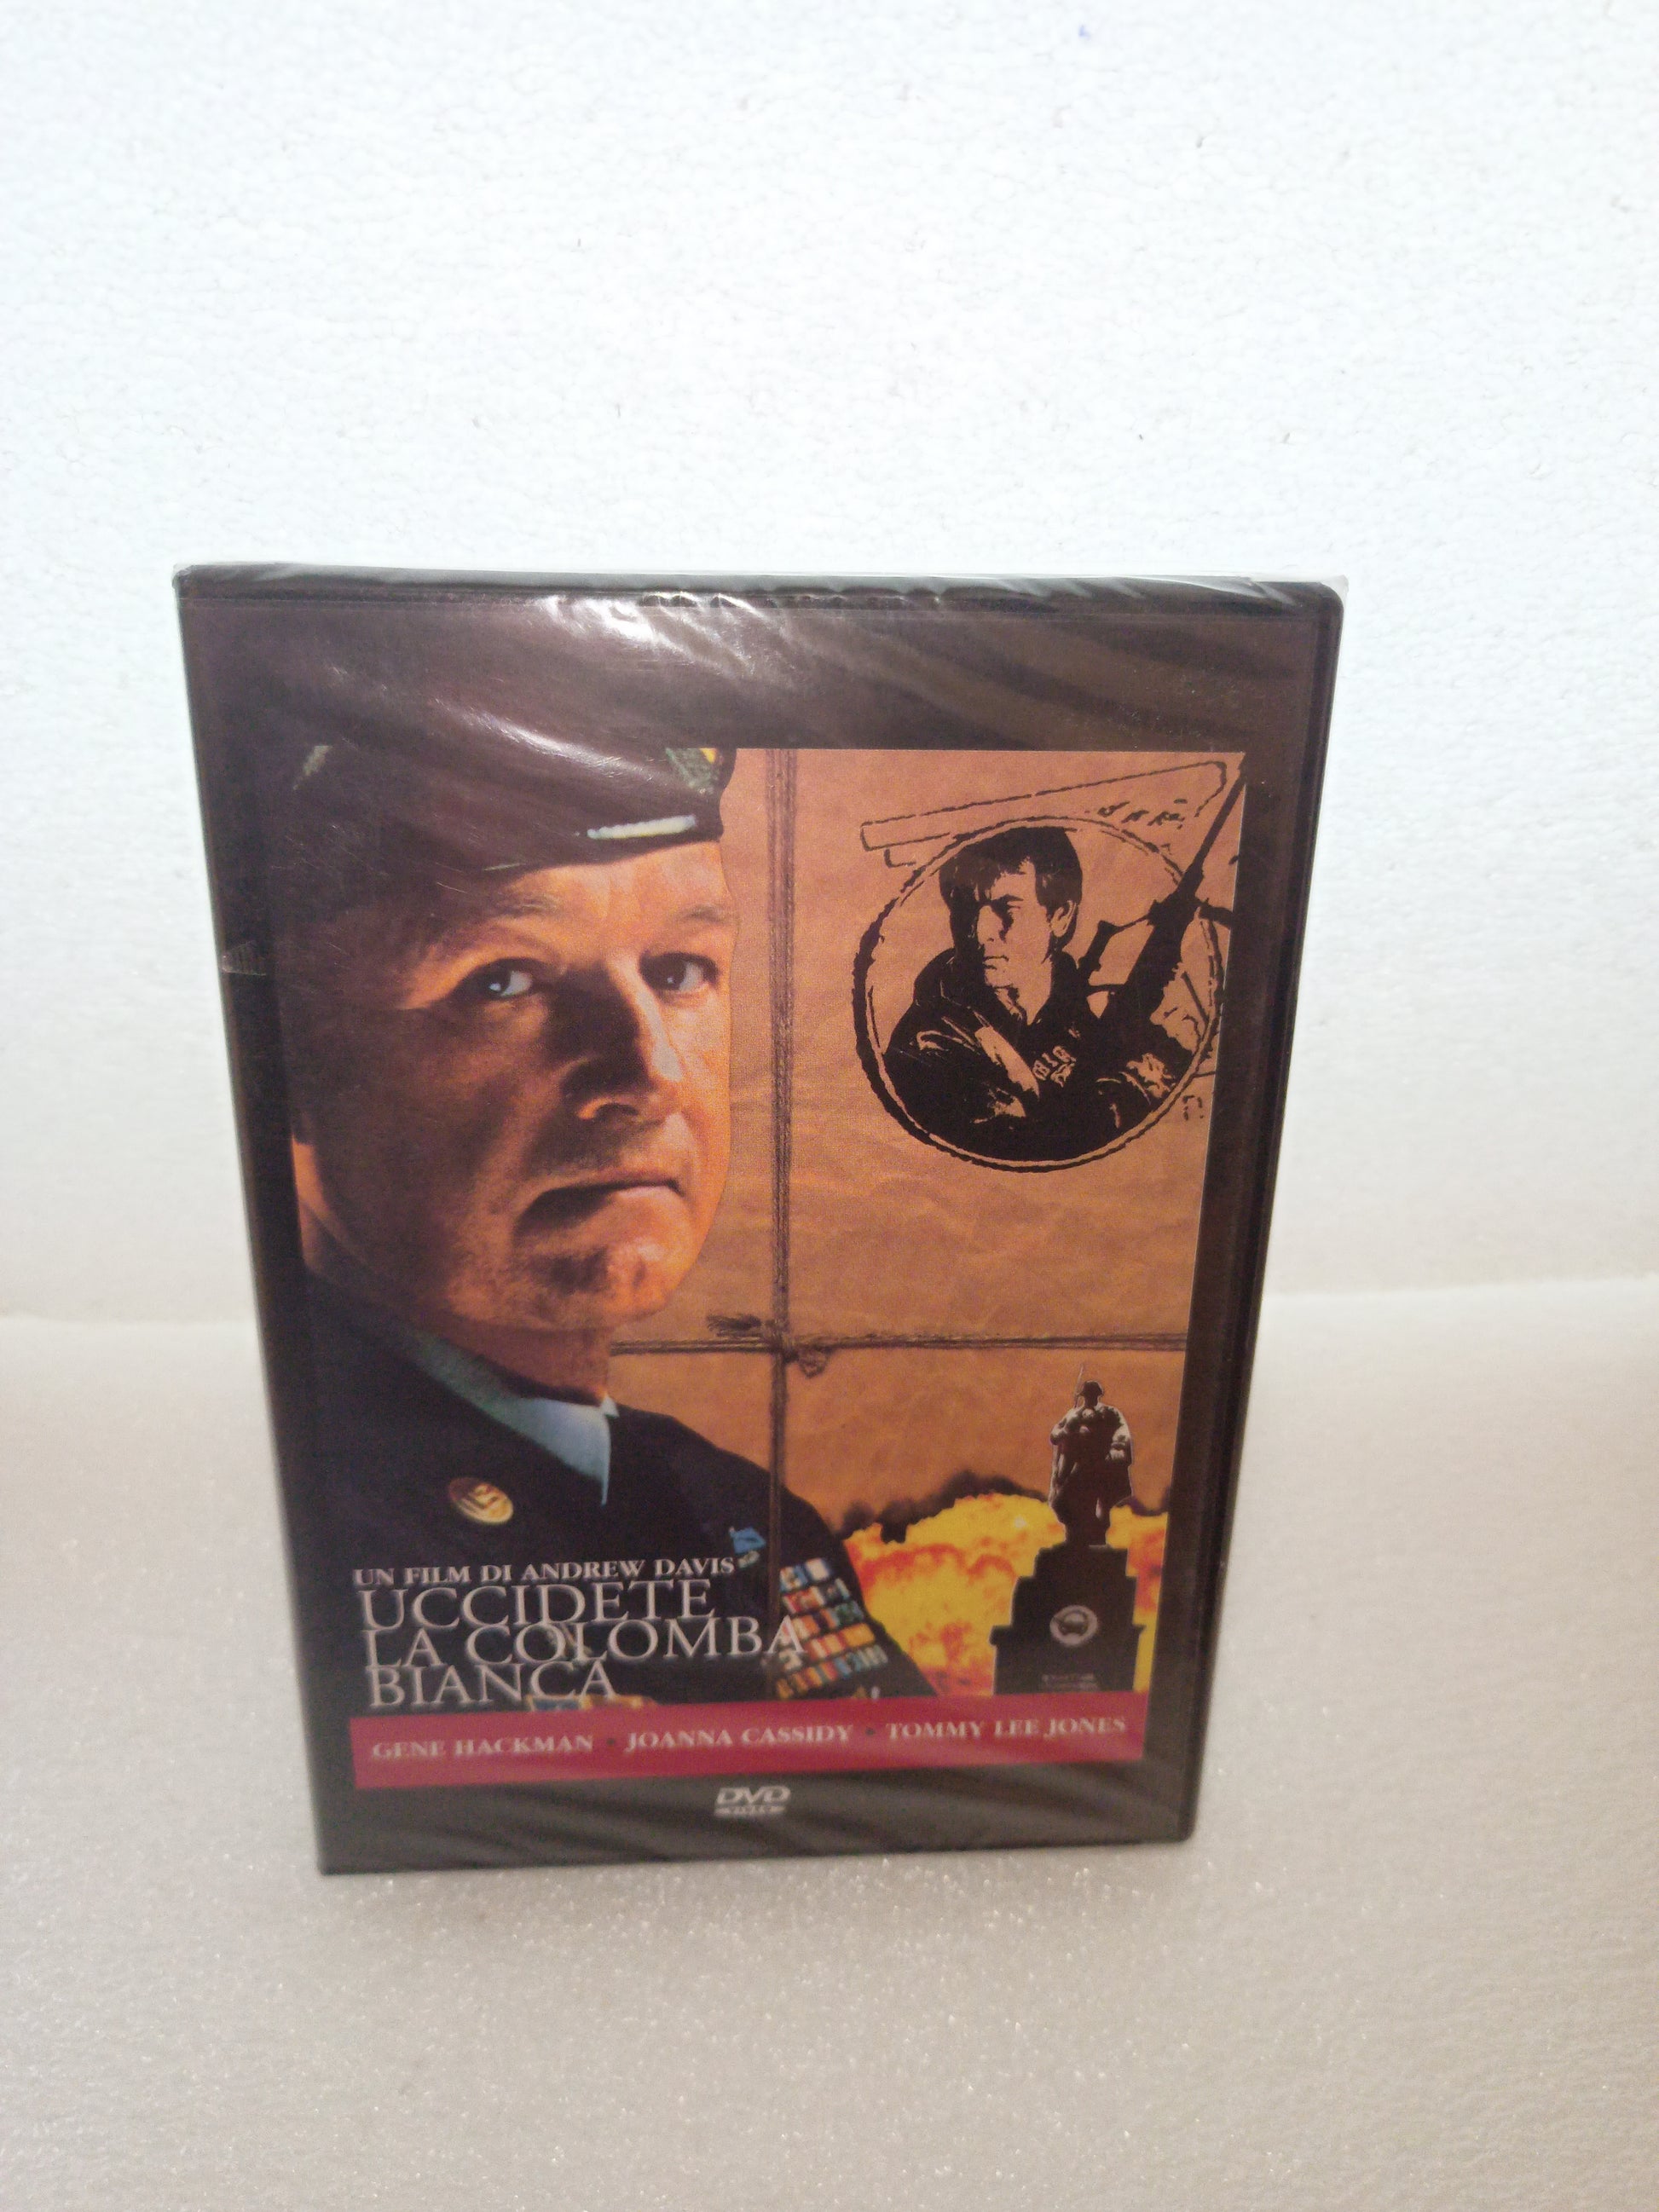 UN FILM DI ANDREW DAVIS
UCCIDETE
LA COLOMBA
BIANCA
GENE HACKMAN • JOANNA CASSIDY • TOMMY LEE JONES
DVD